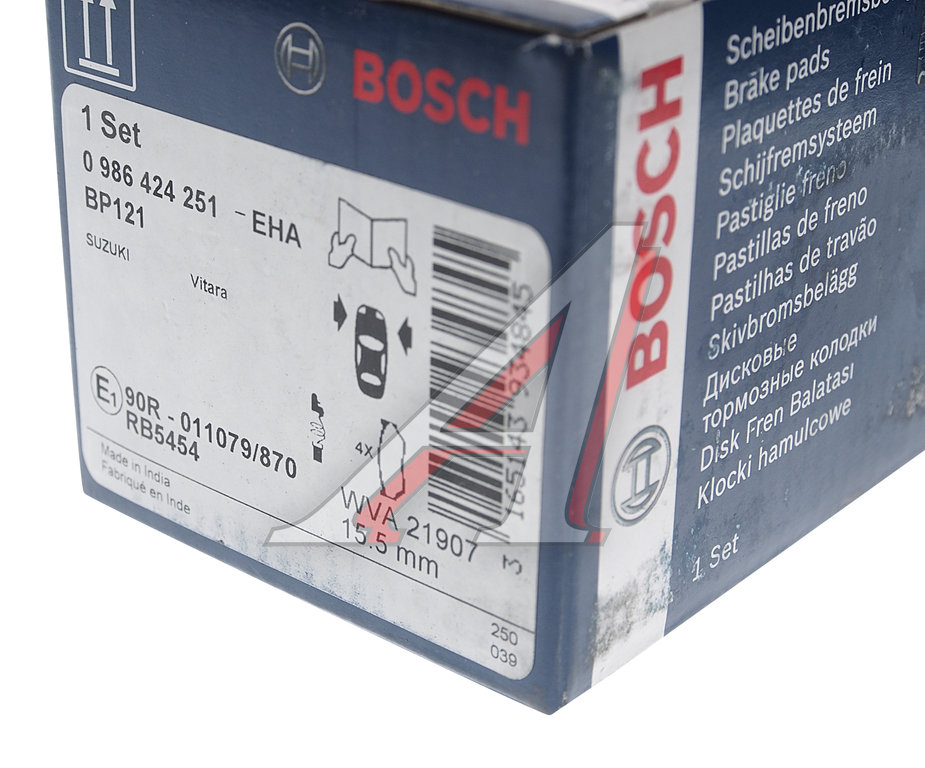 BOSCH
1 Set
0 986 424 251 - EHA
BP121
SUZUKI
Vitara
E1 90R - 011079/870
RB5454
Made in India
Fabriqué en Inde
4x
WVA 21907
15.5 mm
250
039
3
BOSCH
Scheibenbremsbe
Brake pads
Plaquettes de frein
Schijfremsysteem
Pastiglie freno
Pastillas de freno
Pastilhas de travão
Skivbromsbelägg
Дисковые
тормозные колодки
Disk Fren Balatası
Klocki hamulcowe
1 Set